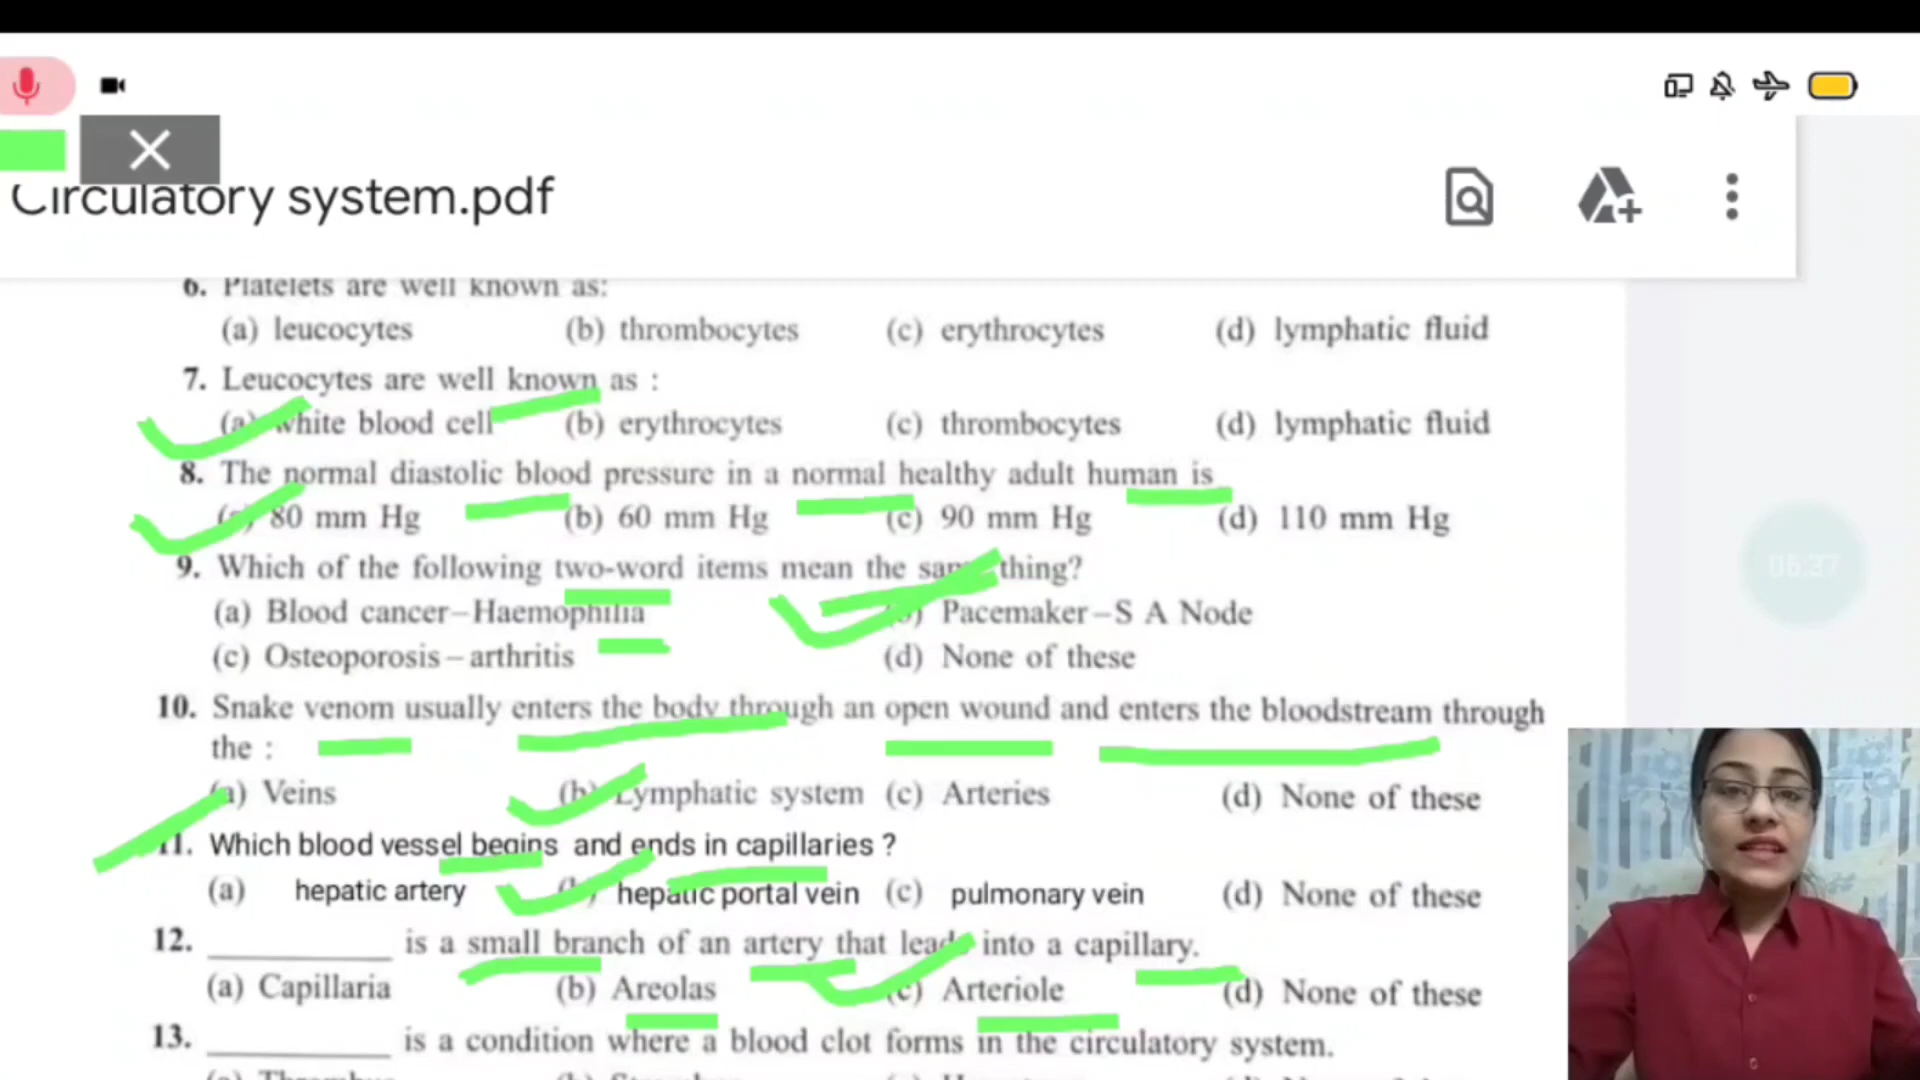 Circulatory system.pdf
6. Platelets are well known as:
(a) leucocytes (b) thrombocytes (c) erythrocytes (d) lymphatic fluid
7. Leucocytes are well known as :
(a) white blood cell (b) erythrocytes (c) thrombocytes (d) lymphatic fluid
8. The normal diastolic blood pressure in a normal healthy adult human is
(a) 80 mm Hg (b) 60 mm Hg (c) 90 mm Hg (d) 110 mm Hg
9. Which of the following two-word items mean the same thing?
(a) Blood cancer–Haemophilia (b) Pacemaker–S A Node
(c) Osteoporosis–arthritis (d) None of these
10. Snake venom usually enters the body through an open wound and enters the bloodstream through
the :
(a) Veins (b) Lymphatic system (c) Arteries (d) None of these
11. Which blood vessel begins and ends in capillaries ?
(a) hepatic artery (b) hepatic portal vein (c) pulmonary vein (d) None of these
12. __________ is a small branch of an artery that leads into a capillary.
(a) Capillaria (b) Areolas (c) Arteriole (d) None of these
13. __________ is a condition where a blood clot forms in the circulatory system.
05:37